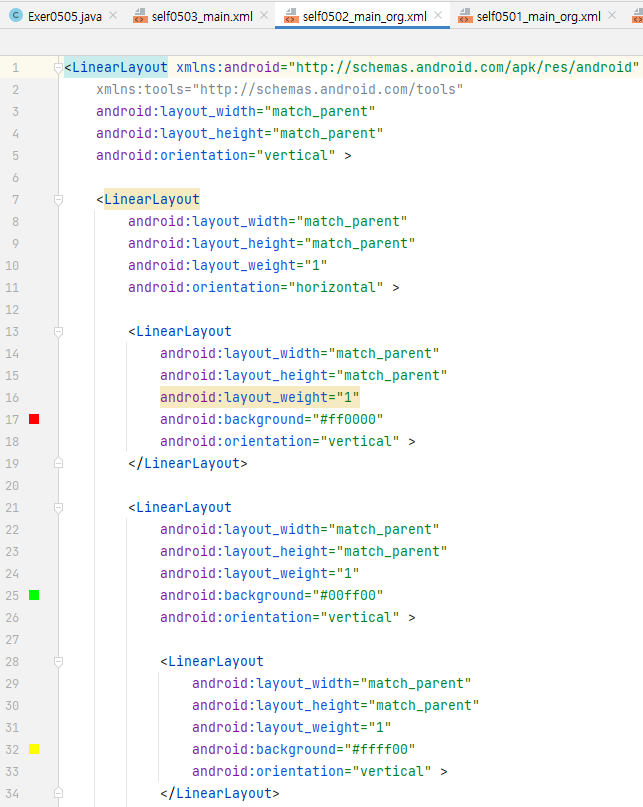 Exer0505.java
self0503_main.xml
self0502_main_org.xml
self0501_main_org.xml
1 <LinearLayout xmlns:android="http://schemas.android.com/apk/res/android"
2 xmlns:tools="http://schemas.android.com/tools"
3 android:layout_width="match_parent"
4 android:layout_height="match_parent"
5 android:orientation="vertical" >
6
7 <LinearLayout
8 android:layout_width="match_parent"
9 android:layout_height="match_parent"
10 android:layout_weight="1"
11 android:orientation="horizontal" >
12
13 <LinearLayout
14 android:layout_width="match_parent"
15 android:layout_height="match_parent"
16 android:layout_weight="1"
17 android:background="#ff0000"
18 android:orientation="vertical" >
19 </LinearLayout>
20
21 <LinearLayout
22 android:layout_width="match_parent"
23 android:layout_height="match_parent"
24 android:layout_weight="1"
25 android:background="#00ff00"
26 android:orientation="vertical" >
27
28 <LinearLayout
29 android:layout_width="match_parent"
30 android:layout_height="match_parent"
31 android:layout_weight="1"
32 android:background="#ffff00"
33 android:orientation="vertical" >
34 </LinearLayout>